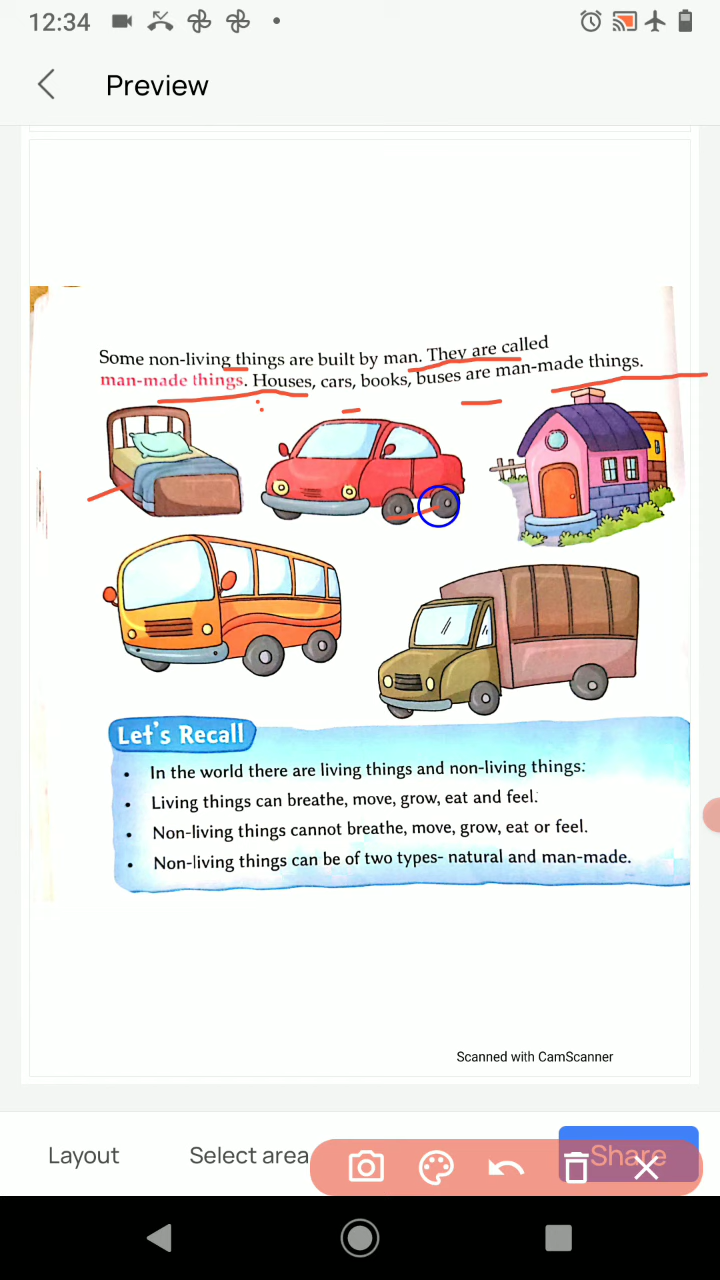 12:34
Preview
Some non-living things are built by man. They are called
man-made things. Houses, cars, books, buses are man-made things.
Let's Recall
• In the world there are living things and non-living things.
• Living things can breathe, move, grow, eat and feel.
• Non-living things cannot breathe, move, grow, eat or feel.
• Non-living things can be of two types- natural and man-made.
Scanned with CamScanner
Layout
Select area
Share